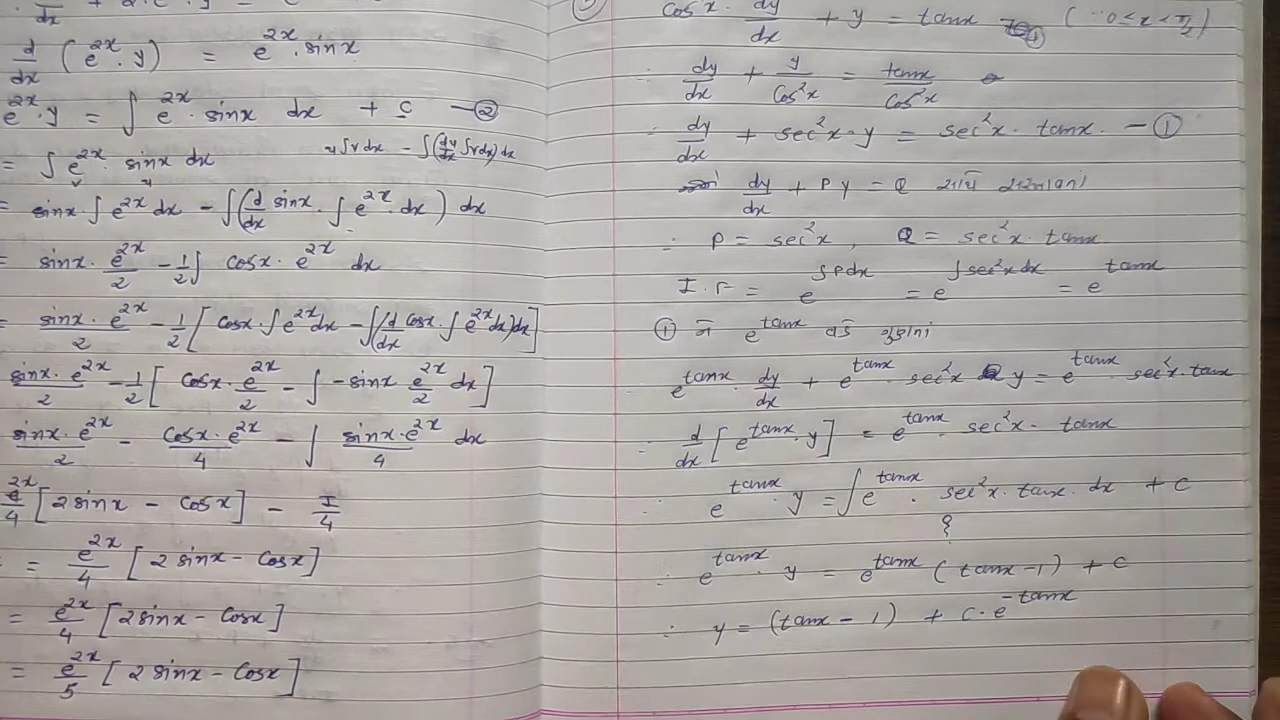 d/dx (e^2x · y) = e^2x · sinx
e^2x · y = ∫ e^2x · sinx dx + c —②
= ∫ e^2x · sinx dx u∫vdx − ∫(du/dx ∫vdx)dx
v u
= sinx · ∫ e^2x dx − ∫(d/dx sinx · ∫ e^2x · dx) dx
= sinx · e^2x/2 − 1/2 ∫ cosx · e^2x dx
= sinx · e^2x/2 − 1/2 [ cosx · ∫ e^2x dx − ∫(d/dx cosx · ∫ e^2x dx)dx]
sinx · e^2x/2 − 1/2 [ cosx · e^2x/2 − ∫ −sinx e^2x/2 dx]
sinx · e^2x/2 − cosx · e^2x/4 − ∫ sinx · e^2x/4 dx
e^2x/4 [2 sinx − cosx] − I/4
= e^2x/4 [2 sinx − cosx]
= e^2x/4 [2 sinx − cosx]
= e^2x/5 [2 sinx − cosx]
cos²x · dy/dx + y = tanx (∵ 0<x<π/2)
∴ dy/dx + y/cos²x = tanx/cos²x
∴ dy/dx + sec²x · y = sec²x · tanx. —①
dy/dx + Py = Q સાથે સરખાવતાં
∴ P = sec²x, Q = sec²x · tanx
I.F = e^∫Pdx = e^∫sec²xdx = e^tanx
① ને e^tanx વડે ગુણતાં
e^tanx · dy/dx + e^tanx · sec²x y = e^tanx · sec²x · tanx
∴ d/dx [e^tanx · y] = e^tanx · sec²x · tanx
∴ e^tanx · y = ∫ e^tanx · sec²x · tanx · dx + c
?
∴ e^tanx · y = e^tanx (tanx−1) + c
∴ y = (tanx − 1) + c · e^−tanx